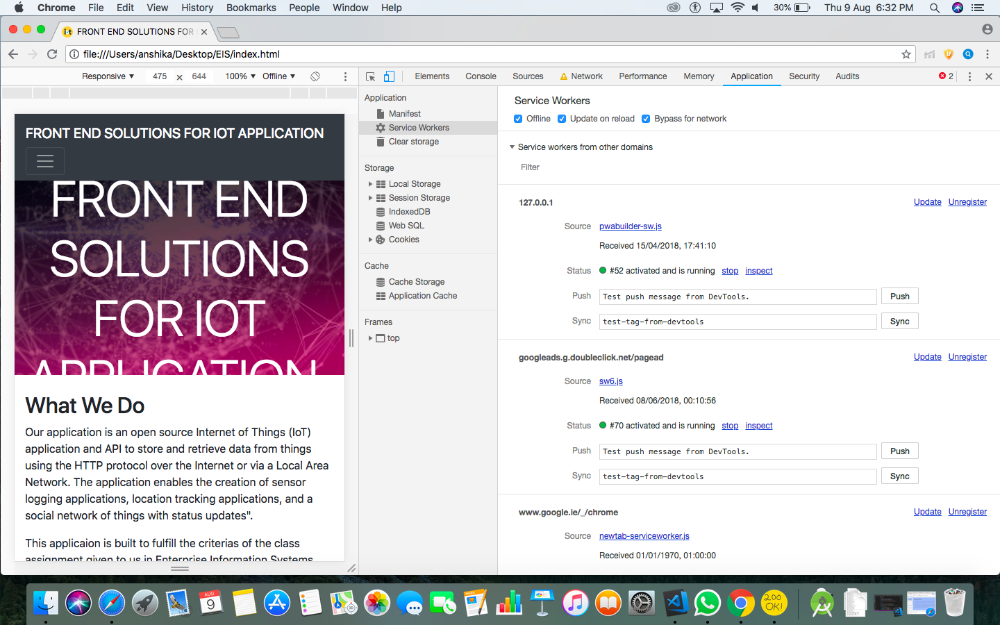 Chrome File Edit View History Bookmarks People Window Help 30% Thu 9 Aug 6:32 PM
i·t FRONT END SOLUTIONS FOR
file:///Users/anshika/Desktop/EIS/index.html
Responsive 475 × 644 100% Offline
Elements Console Sources Network Performance Memory Application Security Audits 2
FRONT END SOLUTIONS FOR IOT APPLICATION
FRONT END
SOLUTIONS
FOR IOT
APPLICATION
What We Do
Our application is an open source Internet of Things (IoT)
application and API to store and retrieve data from things
using the HTTP protocol over the Internet or via a Local Area
Network. The application enables the creation of sensor
logging applications, location tracking applications, and a
social network of things with status updates".
This applicaion is built to fulfill the criterias of the class
assignment given to us in Enterprise Information Systems
Application
Manifest
Service Workers
Clear storage
Storage
Local Storage
Session Storage
IndexedDB
Web SQL
Cookies
Cache
Cache Storage
Application Cache
Frames
top
Service Workers
Offline Update on reload Bypass for network
Service workers from other domains
Filter
127.0.0.1 Update Unregister
Source pwabuilder-sw.js
Received 15/04/2018, 17:41:10
Status #52 activated and is running stop inspect
Push Test push message from DevTools. Push
Sync test-tag-from-devtools Sync
googleads.g.doubleclick.net/pagead Update Unregister
Source sw6.js
Received 08/06/2018, 00:10:56
Status #70 activated and is running stop inspect
Push Test push message from DevTools. Push
Sync test-tag-from-devtools Sync
www.google.ie/_/chrome Update Unregister
Source newtab-serviceworker.js
Received 01/01/1970, 01:00:00
AUG
9
200
OK!